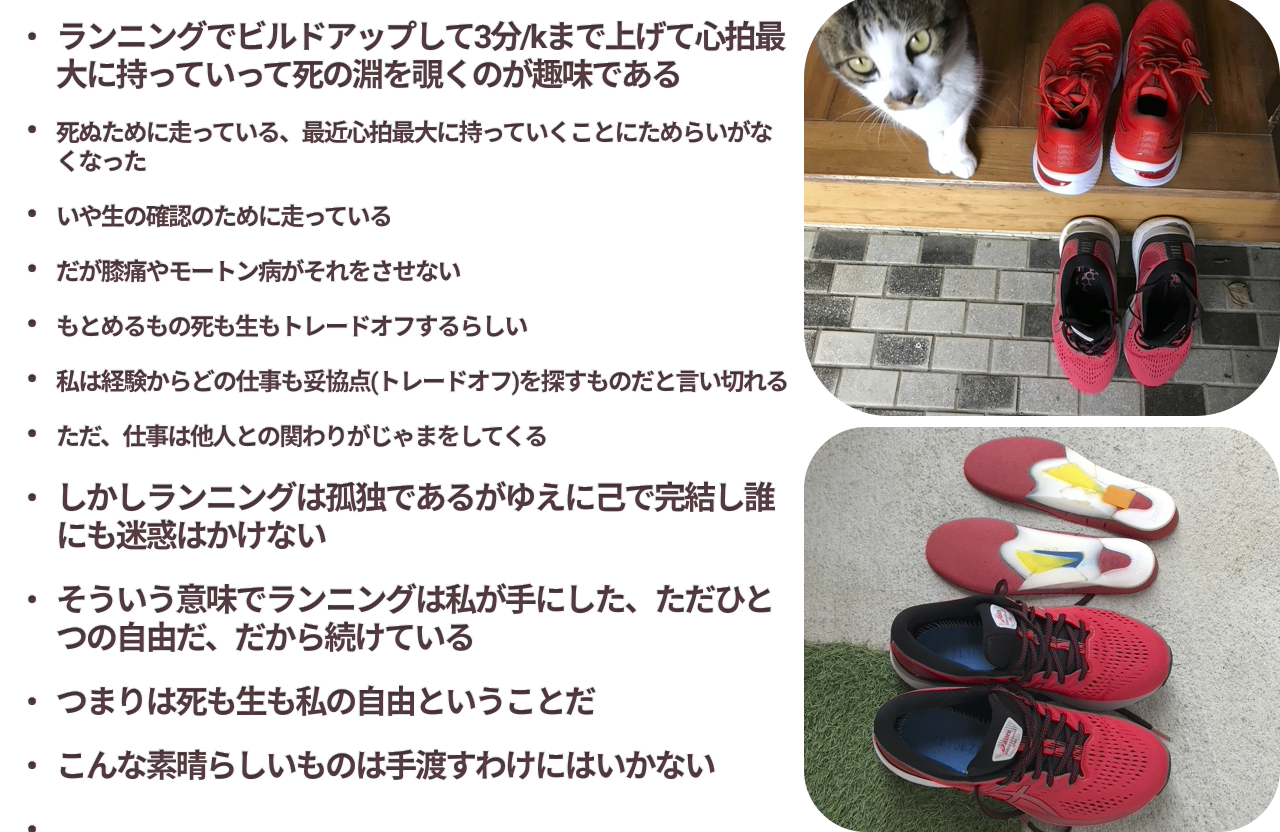 • ランニングでビルドアップして3分/kまで上げて心拍最
大に持っていって死の淵を覗くのが趣味である
• 死ぬために走っている、最近心拍最大に持っていくことにためらいがな
くなった
• いや生の確認のために走っている
• だが膝痛やモートン病がそれをさせない
• もとめるもの死も生もトレードオフするらしい
• 私は経験からどの仕事も妥協点(トレードオフ)を探すものだと言い切れる
• ただ、仕事は他人との関わりがじゃまをしてくる
• しかしランニングは孤独であるがゆえに己で完結し誰
にも迷惑はかけない
• そういう意味でランニングは私が手にした、ただひと
つの自由だ、だから続けている
• つまりは死も生も私の自由ということだ
• こんな素晴らしいものは手渡すわけにはいかない
•